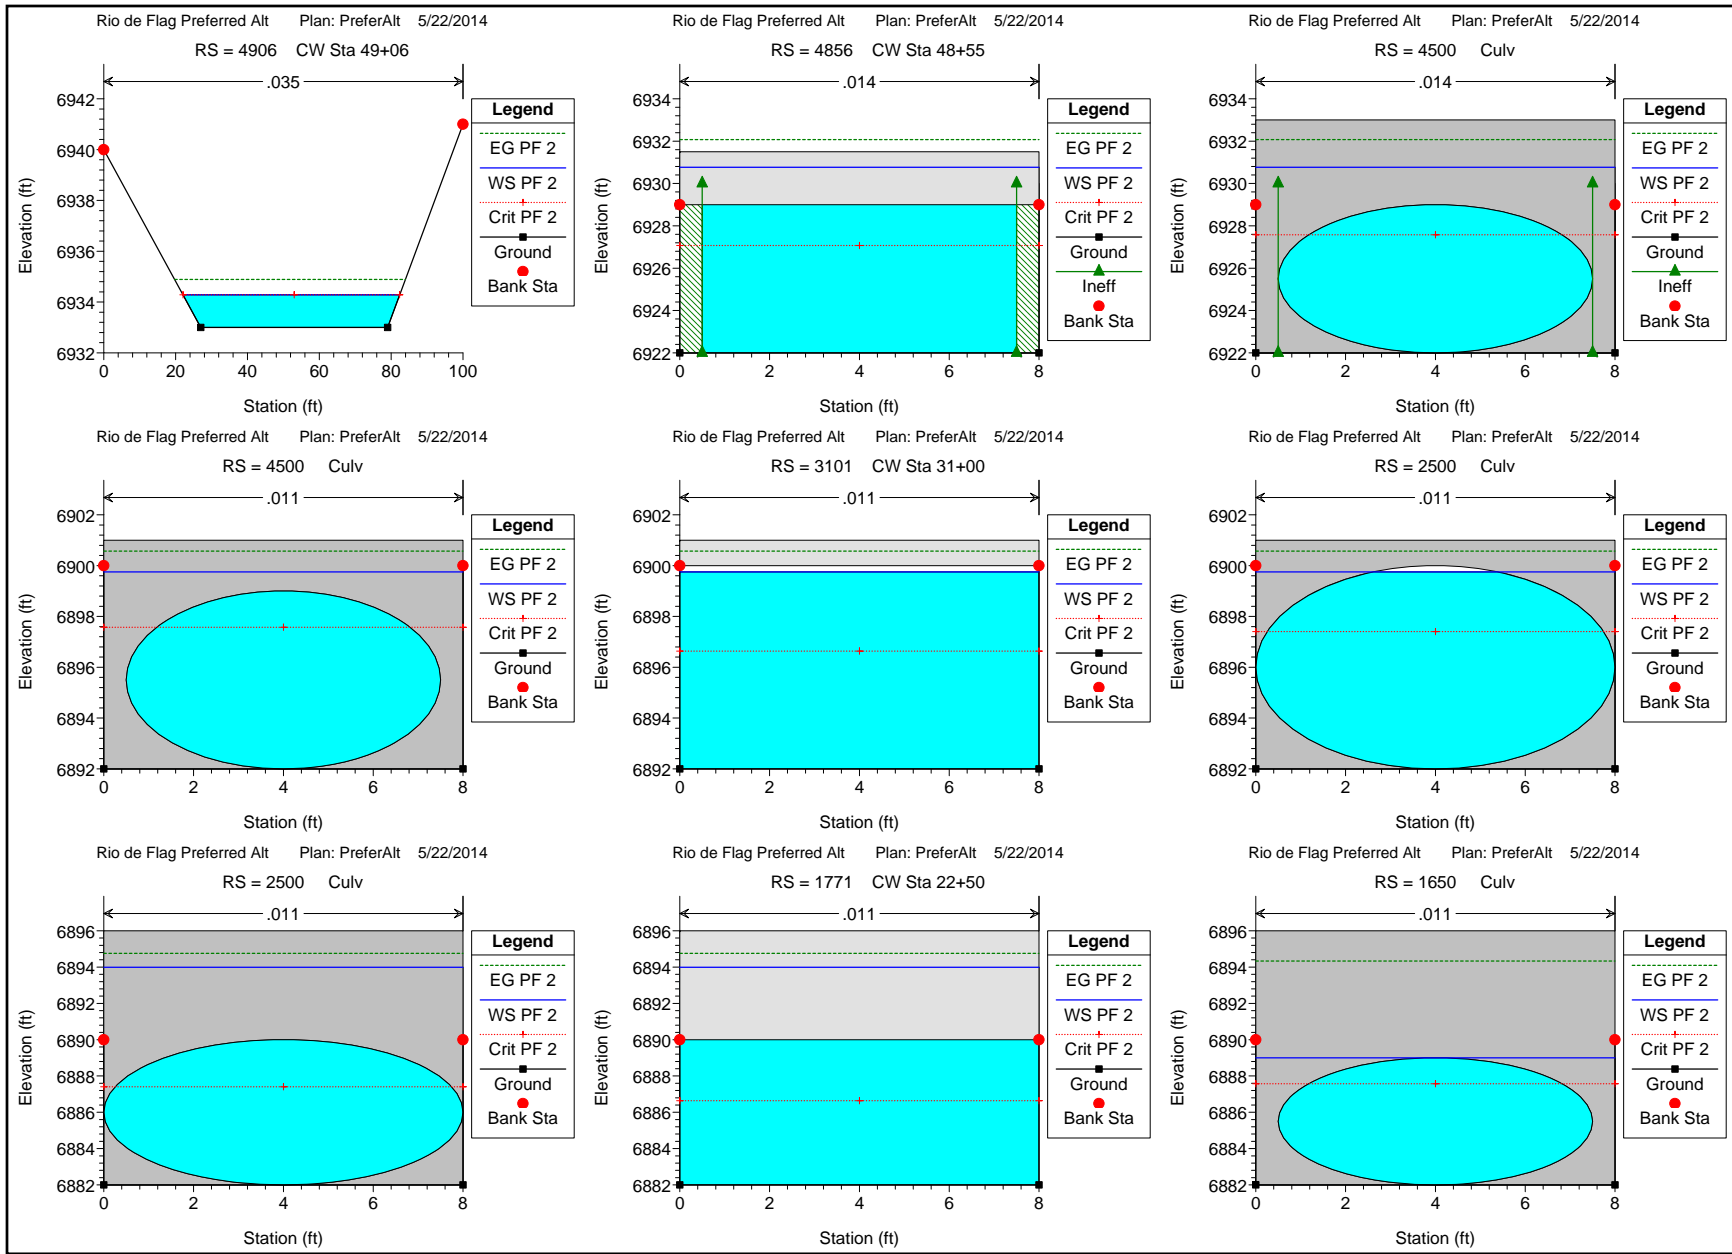 Rio de Flag Preferred Alt Plan: PreferAlt 5/22/2014
RS = 4906 CW Sta 49+06
.035
Elevation (ft)
6942
6940
6938
6936
6934
6932
0 20 40 60 80 100
Station (ft)
Legend
EG PF 2
WS PF 2
Crit PF 2
Ground
Bank Sta
Rio de Flag Preferred Alt Plan: PreferAlt 5/22/2014
RS = 4856 CW Sta 48+55
.014
Elevation (ft)
6934
6932
6930
6928
6926
6924
6922
0 2 4 6 8
Station (ft)
Legend
EG PF 2
WS PF 2
Crit PF 2
Ground
Ineff
Bank Sta
Rio de Flag Preferred Alt Plan: PreferAlt 5/22/2014
RS = 4500 Culv
.014
Elevation (ft)
6934
6932
6930
6928
6926
6924
6922
0 2 4 6 8
Station (ft)
Legend
EG PF 2
WS PF 2
Crit PF 2
Ground
Ineff
Bank Sta
Rio de Flag Preferred Alt Plan: PreferAlt 5/22/2014
RS = 4500 Culv
.011
Elevation (ft)
6902
6900
6898
6896
6894
6892
0 2 4 6 8
Station (ft)
Legend
EG PF 2
WS PF 2
Crit PF 2
Ground
Bank Sta
Rio de Flag Preferred Alt Plan: PreferAlt 5/22/2014
RS = 3101 CW Sta 31+00
.011
Elevation (ft)
6902
6900
6898
6896
6894
6892
0 2 4 6 8
Station (ft)
Legend
EG PF 2
WS PF 2
Crit PF 2
Ground
Bank Sta
Rio de Flag Preferred Alt Plan: PreferAlt 5/22/2014
RS = 2500 Culv
.011
Elevation (ft)
6902
6900
6898
6896
6894
6892
0 2 4 6 8
Station (ft)
Legend
EG PF 2
WS PF 2
Crit PF 2
Ground
Bank Sta
Rio de Flag Preferred Alt Plan: PreferAlt 5/22/2014
RS = 2500 Culv
.011
Elevation (ft)
6896
6894
6892
6890
6888
6886
6884
6882
0 2 4 6 8
Station (ft)
Legend
EG PF 2
WS PF 2
Crit PF 2
Ground
Bank Sta
Rio de Flag Preferred Alt Plan: PreferAlt 5/22/2014
RS = 1771 CW Sta 22+50
.011
Elevation (ft)
6896
6894
6892
6890
6888
6886
6884
6882
0 2 4 6 8
Station (ft)
Legend
EG PF 2
WS PF 2
Crit PF 2
Ground
Bank Sta
Rio de Flag Preferred Alt Plan: PreferAlt 5/22/2014
RS = 1650 Culv
.011
Elevation (ft)
6896
6894
6892
6890
6888
6886
6884
6882
0 2 4 6 8
Station (ft)
Legend
EG PF 2
WS PF 2
Crit PF 2
Ground
Bank Sta